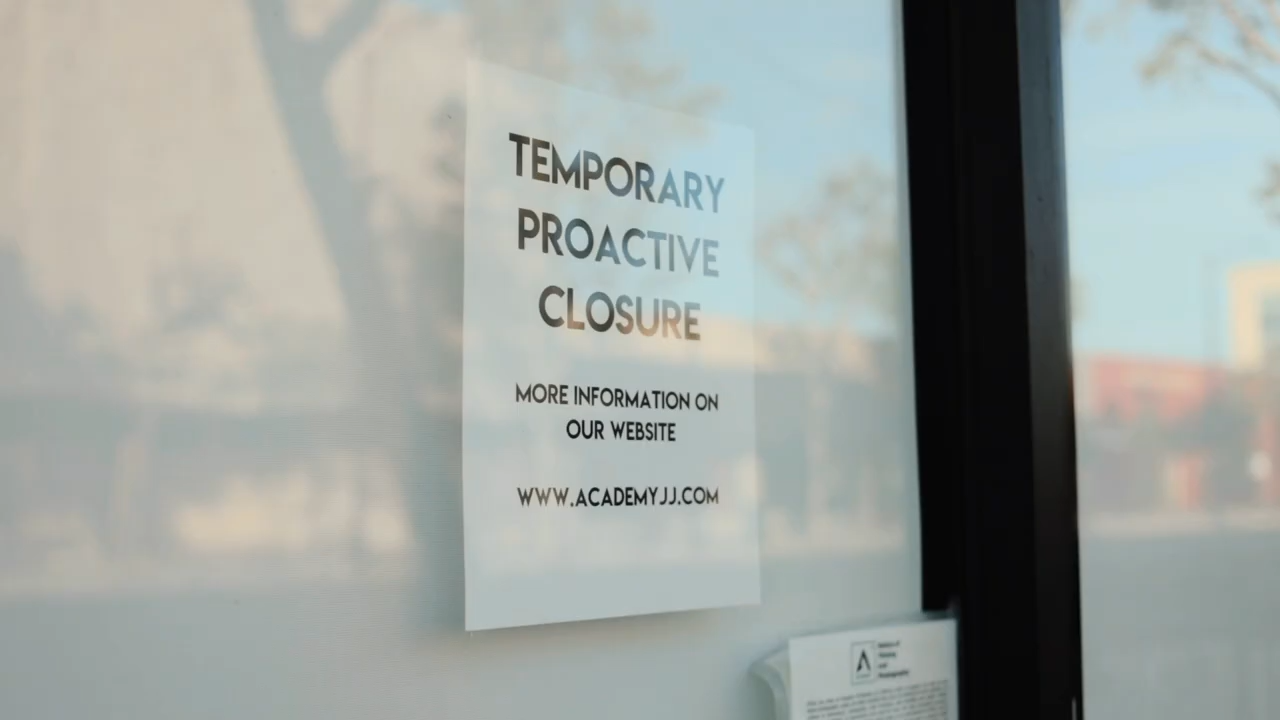 TEMPORARY
PROACTIVE
CLOSURE
MORE INFORMATION ON
OUR WEBSITE
WWW.ACADEMYJJ.COM